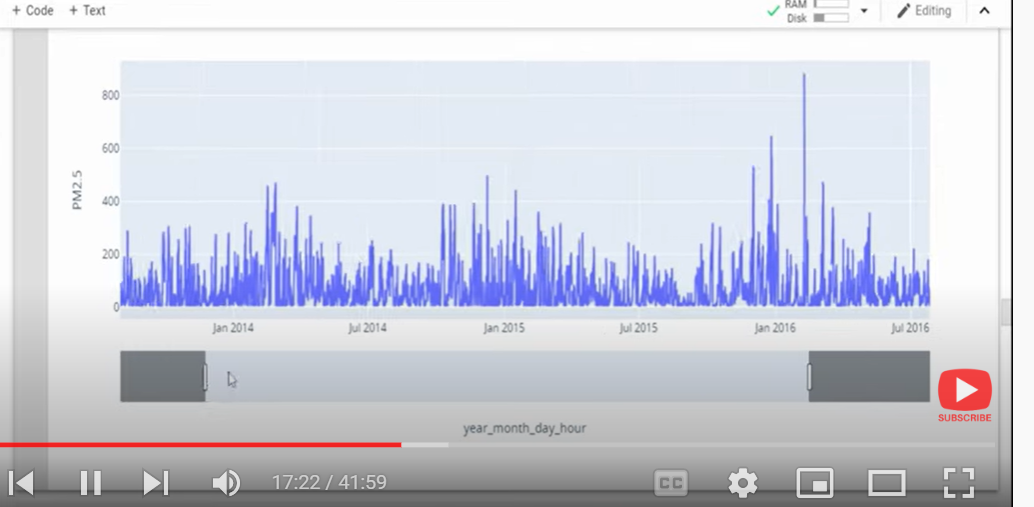 + Code + Text
RAM
Disk
Editing
800
600
400
200
0
PM2.5
Jan 2014 Jul 2014 Jan 2015 Jul 2015 Jan 2016 Jul 2016
year_month_day_hour
SUBSCRIBE
17:22 / 41:59
CC